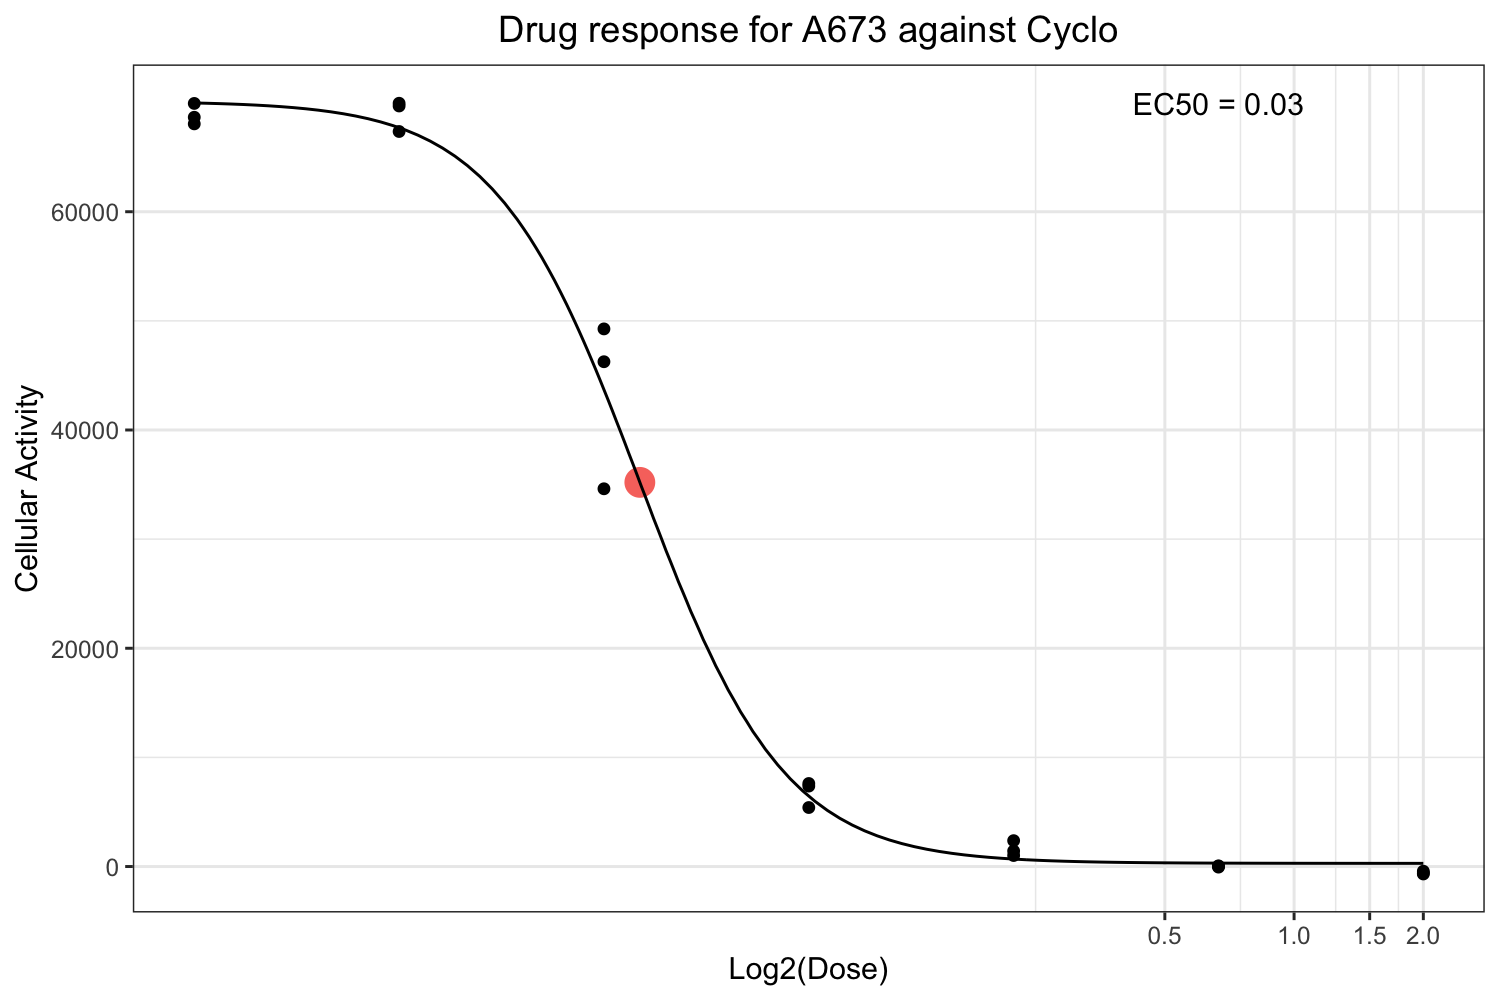 Drug response for A673 against Cyclo
EC50 = 0.03
60000
40000
20000
0
Cellular Activity
0.5 1.0 1.5 2.0
Log2(Dose)